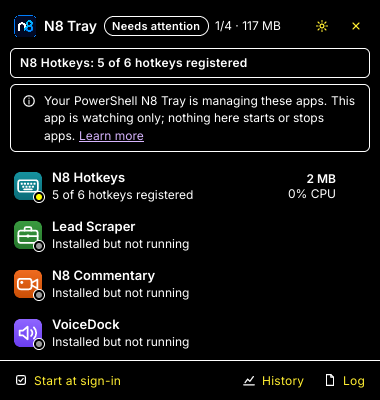 n8 N8 Tray Needs attention 1/4 · 117 MB
N8 Hotkeys: 5 of 6 hotkeys registered
Your PowerShell N8 Tray is managing these apps. This
app is watching only; nothing here starts or stops
apps. Learn more
N8 Hotkeys 2 MB
5 of 6 hotkeys registered 0% CPU
Lead Scraper
Installed but not running
N8 Commentary
Installed but not running
VoiceDock
Installed but not running
Start at sign-in History Log